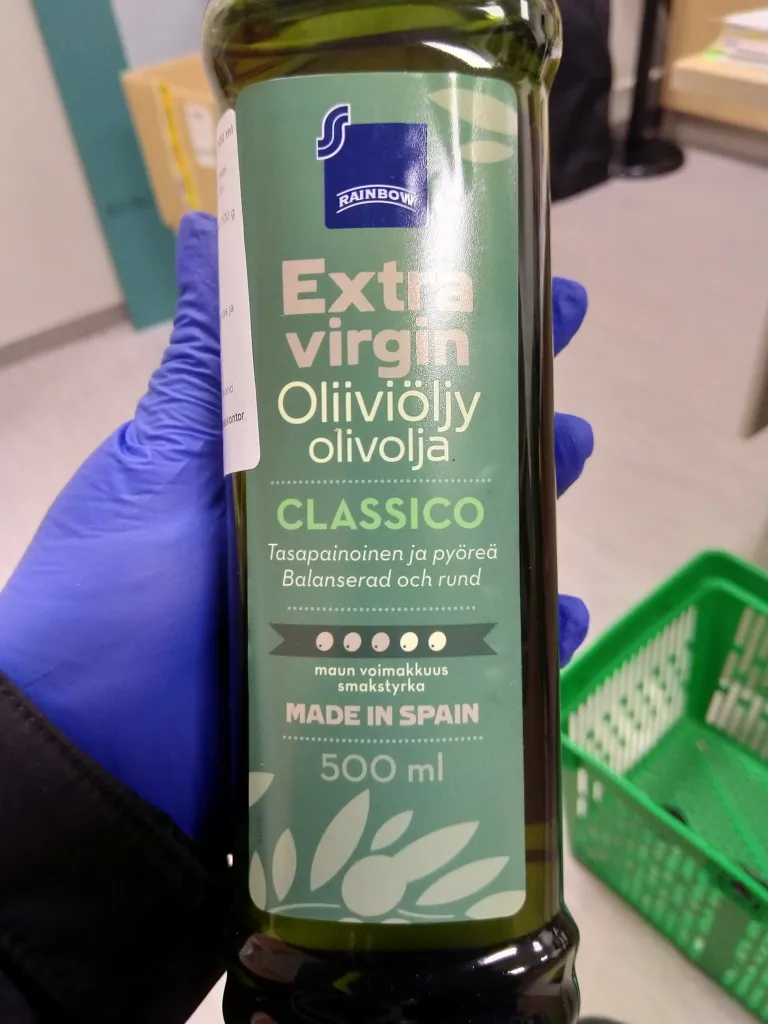 RAINBOW
Extra
virgin
Oliiviöljy
olivolja
CLASSICO
Tasapainoinen ja pyöreä
Balanserad och rund
maun voimakkuus
smakstyrka
MADE IN SPAIN
500 ml